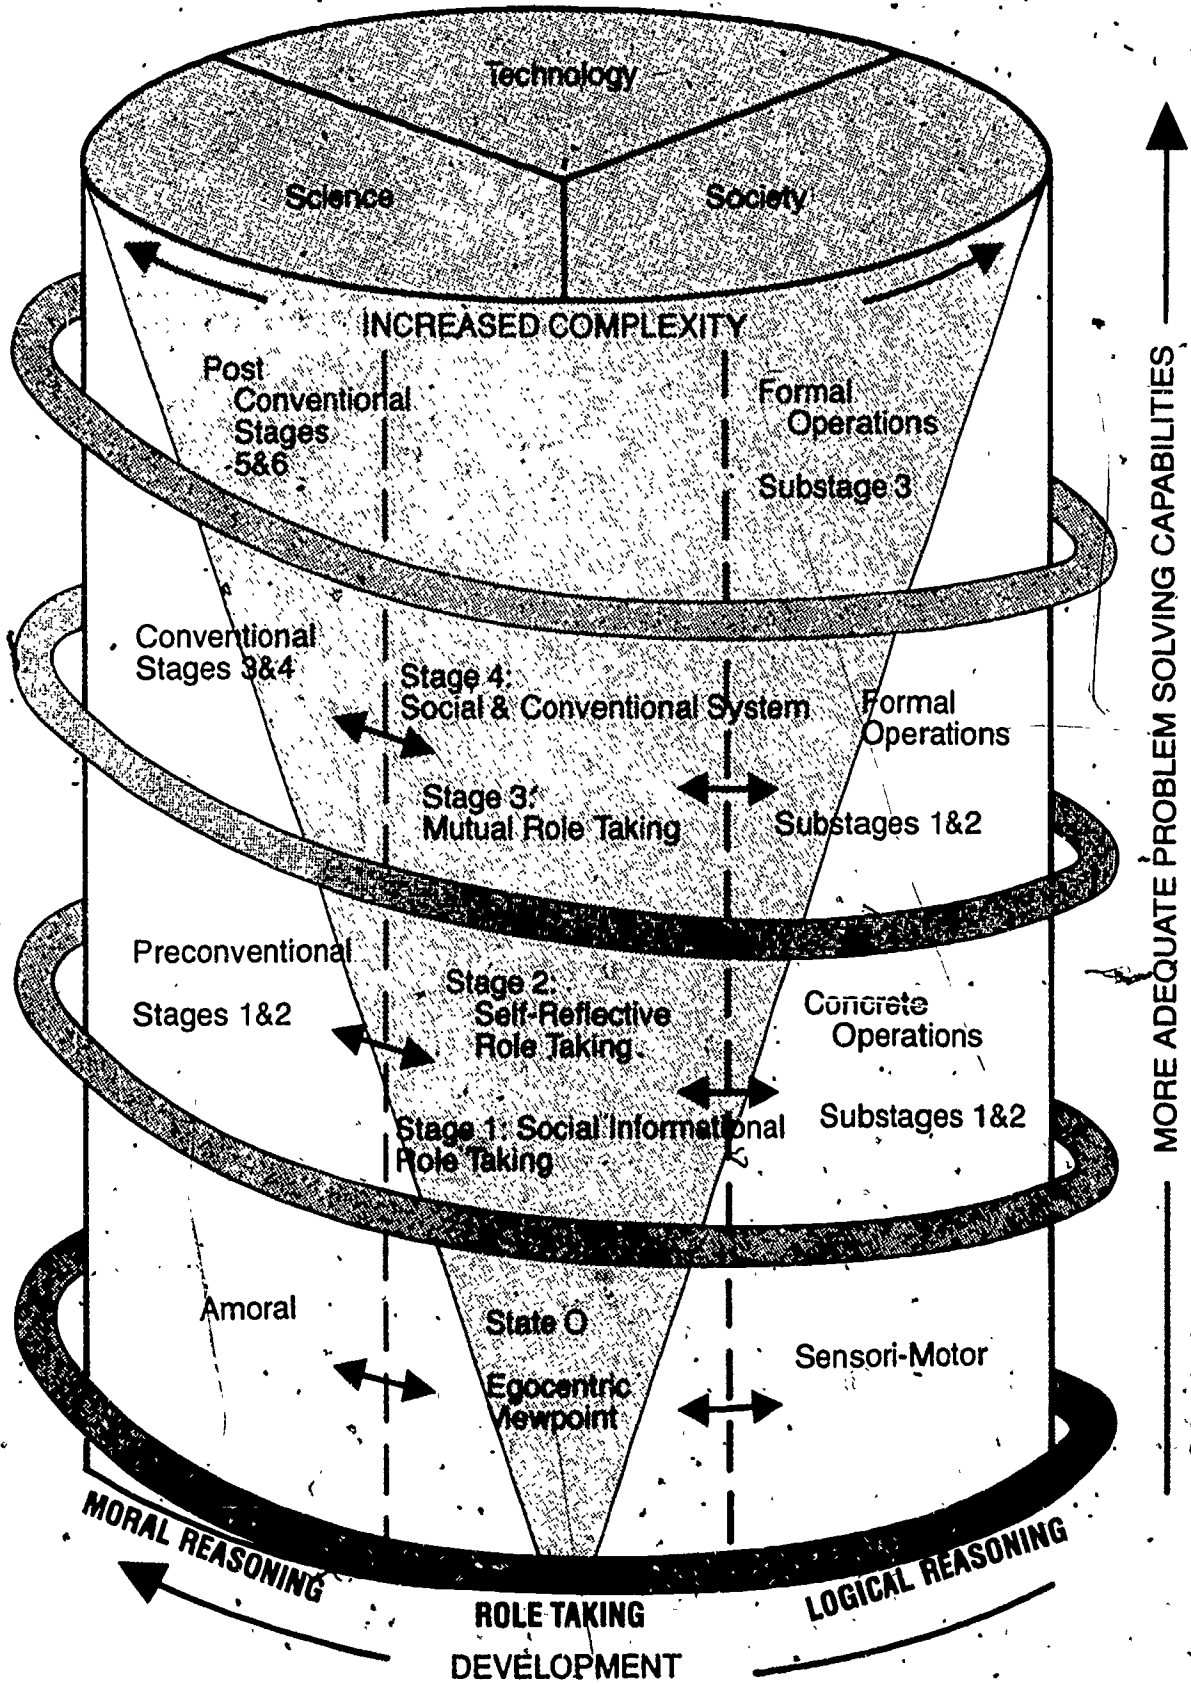 Technology
Science
Society
INCREASED COMPLEXITY
Post
Conventional
Stages
5&6
Formal
Operations
Substage 3
Conventional
Stages 3&4
Stage 4:
Social & Conventional System
Stage 3:
Mutual Role Taking
Formal
Operations
Substages 1&2
Preconventional
Stages 1&2
Stage 2:
Self-Reflective
Role Taking
Stage 1: Social Informational
Role Taking
Concrete
Operations
Substages 1&2
Amoral
State O
Egocentric
Viewpoint
Sensori-Motor
MORAL REASONING
ROLE TAKING
LOGICAL REASONING
DEVELOPMENT
MORE ADEQUATE PROBLEM SOLVING CAPABILITIES